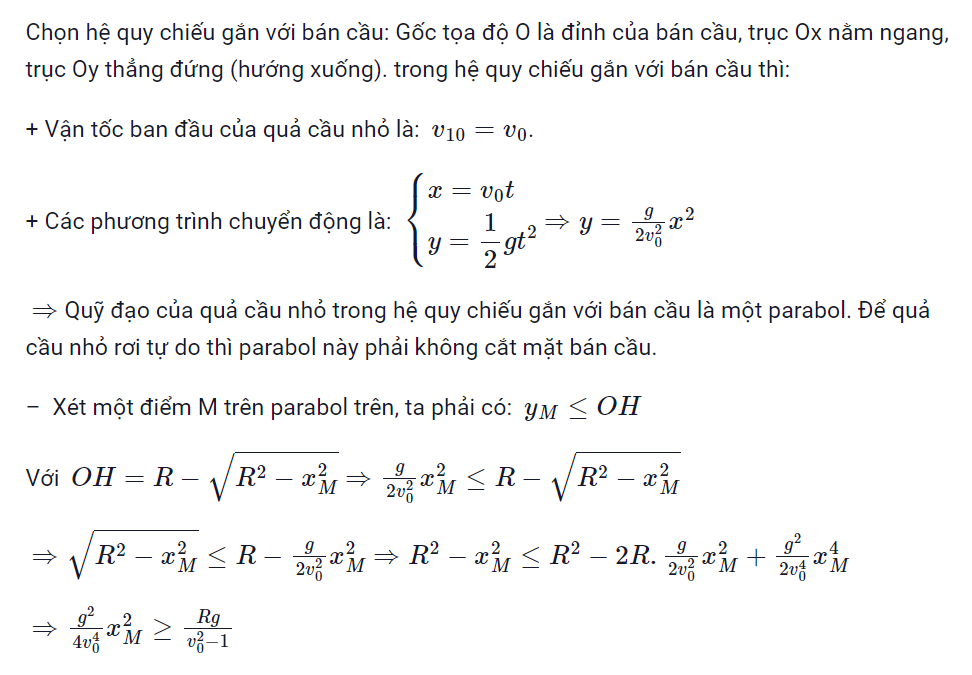 Chọn hệ quy chiếu gắn với bán cầu: Gốc tọa độ O là đỉnh của bán cầu, trục Ox nằm ngang,
trục Oy thẳng đứng (hướng xuống). trong hệ quy chiếu gắn với bán cầu thì:
+ Vận tốc ban đầu của quả cầu nhỏ là: $v_{10} = v_0$.
+ Các phương trình chuyển động là: $\begin{cases} x = v_0t \\ y = \dfrac{1}{2}gt^2 \end{cases} \Rightarrow y = \frac{g}{2v_0^2}x^2$
$\Rightarrow$ Quỹ đạo của quả cầu nhỏ trong hệ quy chiếu gắn với bán cầu là một parabol. Để quả
cầu nhỏ rơi tự do thì parabol này phải không cắt mặt bán cầu.
– Xét một điểm M trên parabol trên, ta phải có: $y_M \leq OH$
Với $OH = R - \sqrt{R^2 - x_M^2} \Rightarrow \frac{g}{2v_0^2}x_M^2 \leq R - \sqrt{R^2 - x_M^2}$
$\Rightarrow \sqrt{R^2 - x_M^2} \leq R - \frac{g}{2v_0^2}x_M^2 \Rightarrow R^2 - x_M^2 \leq R^2 - 2R.\frac{g}{2v_0^2}x_M^2 + \frac{g^2}{2v_0^4}x_M^4$
$\Rightarrow \frac{g^2}{4v_0^4}x_M^2 \geq \frac{Rg}{v_0^2 - 1}$